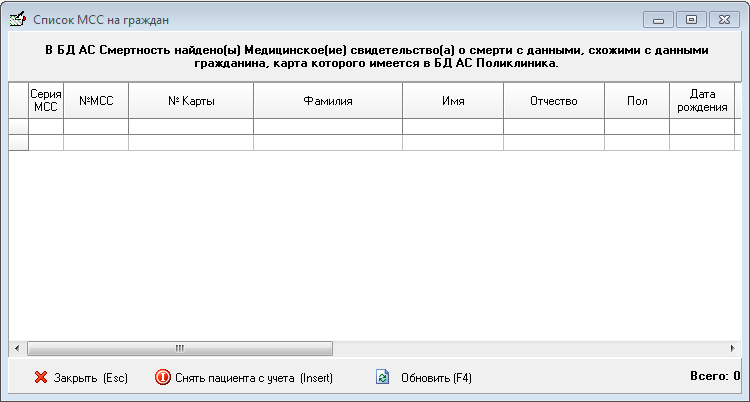 Список МСС на граждан
В БД АС Смертность найдено(ы) Медицинское(ие) свидетельство(а) о смерти с данными, схожими с данными
гражданина, карта которого имеется в БД АС Поликлиника.
Серия МСС №МСС № Карты Фамилия Имя Отчество Пол Дата рождения
Закрыть (Esc) Снять пациента с учета (Insert) Обновить (F4) Всего: 0